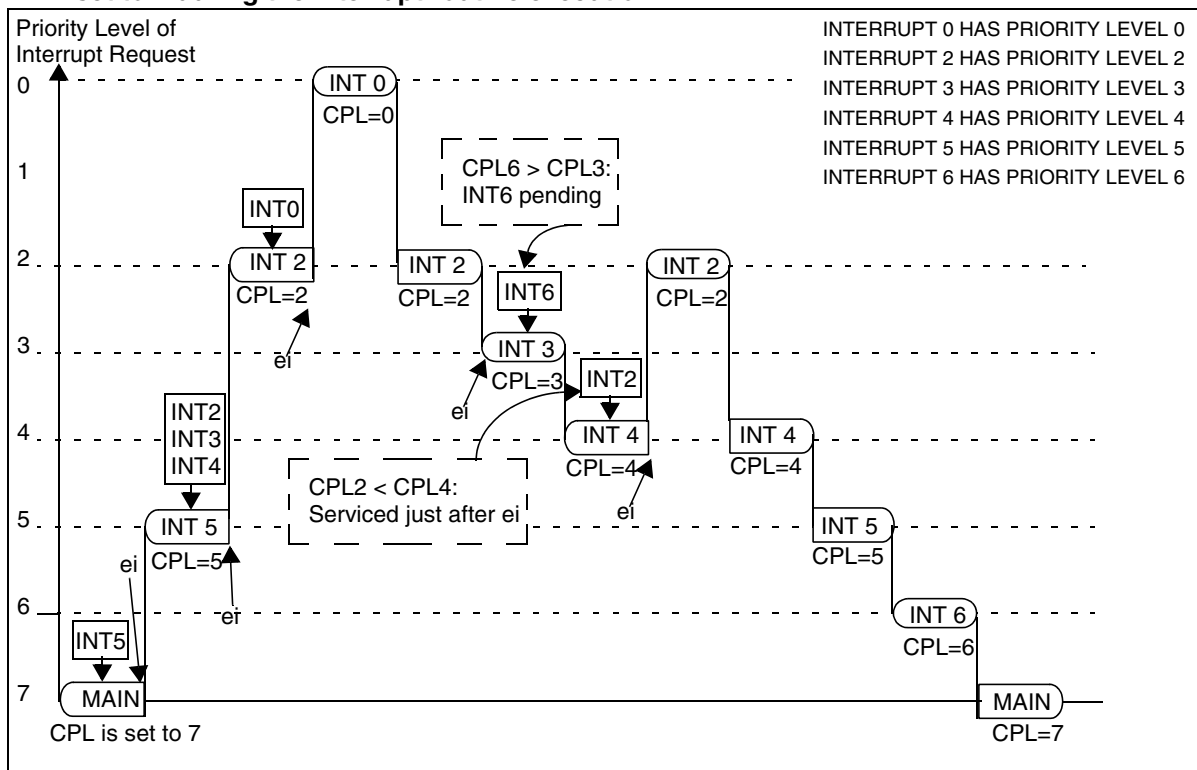 Priority Level of
Interrupt Request
INTERRUPT 0 HAS PRIORITY LEVEL 0
INTERRUPT 2 HAS PRIORITY LEVEL 2
INTERRUPT 3 HAS PRIORITY LEVEL 3
INTERRUPT 4 HAS PRIORITY LEVEL 4
INTERRUPT 5 HAS PRIORITY LEVEL 5
INTERRUPT 6 HAS PRIORITY LEVEL 6
0
INT 0
CPL=0
1
CPL6 > CPL3:
INT6 pending
INT0
2
INT 2
CPL=2
ei
INT 2
CPL=2
INT6
INT 2
CPL=2
3
INT 3
CPL=3
ei
INT2
INT2
INT3
INT4
4
INT 4
CPL=4
ei
INT 4
CPL=4
CPL2 < CPL4:
Serviced just after ei
5
INT 5
CPL=5
ei
ei
INT 5
CPL=5
6
INT 6
CPL=6
INT5
7
MAIN
CPL is set to 7
MAIN
CPL=7